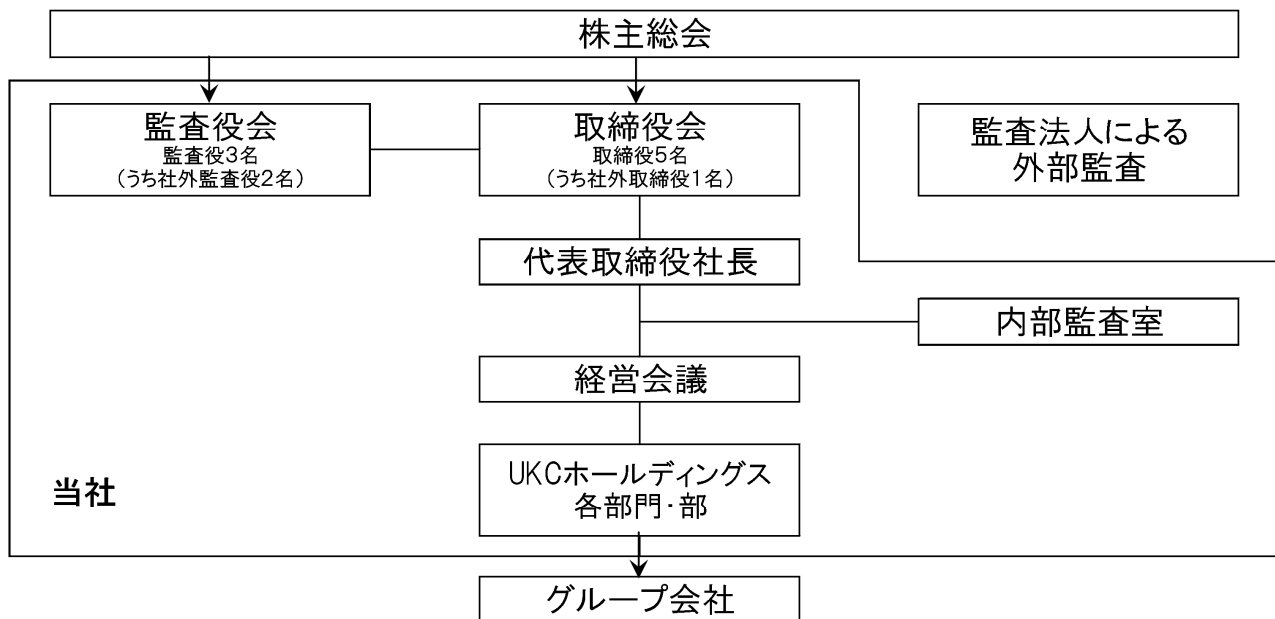 株主総会
監査役会
監査役3名
(うち社外監査役2名)
取締役会
取締役5名
(うち社外取締役1名)
監査法人による
外部監査
代表取締役社長
内部監査室
経営会議
UKCホールディングス
各部門・部
当社
グループ会社